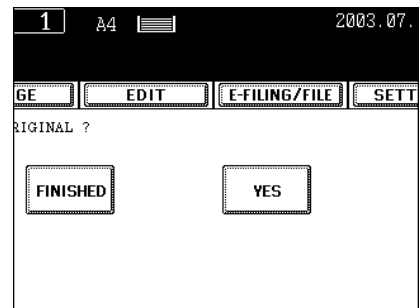 1 A4 2003.07.
GE EDIT E-FILING/FILE SETT
RIGINAL ?
FINISHED YES